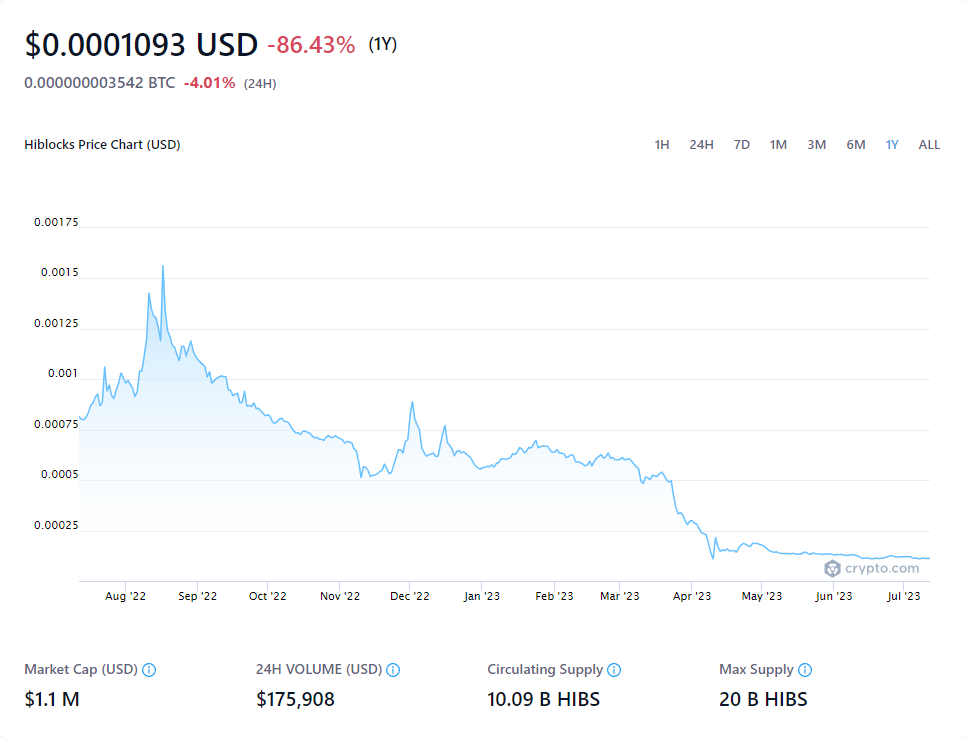 $0.0001093 USD -86.43% (1Y)
0.000000003542 BTC -4.01% (24H)
Hiblocks Price Chart (USD) 1H 24H 7D 1M 3M 6M 1Y ALL
0.00175
0.0015
0.00125
0.001
0.00075
0.0005
0.00025
crypto.com
Aug '22 Sep '22 Oct '22 Nov '22 Dec '22 Jan '23 Feb '23 Mar '23 Apr '23 May '23 Jun '23 Jul '23
Market Cap (USD) 24H VOLUME (USD) Circulating Supply Max Supply
$1.1 M $175,908 10.09 B HIBS 20 B HIBS